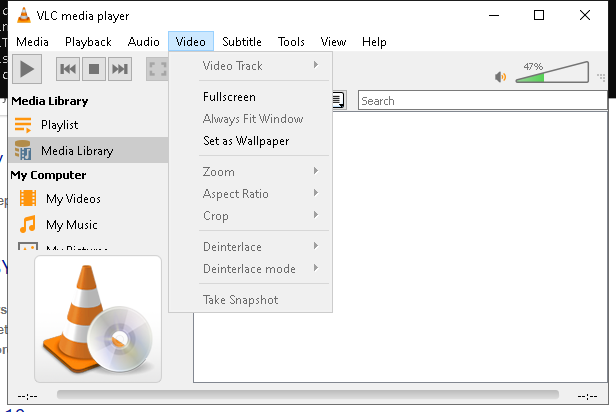 VLC media player
Media Playback Audio Video Subtitle Tools View Help
47%
Media Library
Playlist
Media Library
My Computer
My Videos
My Music
My Pictures
Video Track
Fullscreen
Always Fit Window
Set as Wallpaper
Zoom
Aspect Ratio
Crop
Deinterlace
Deinterlace mode
Take Snapshot
Search
--:-- --:--